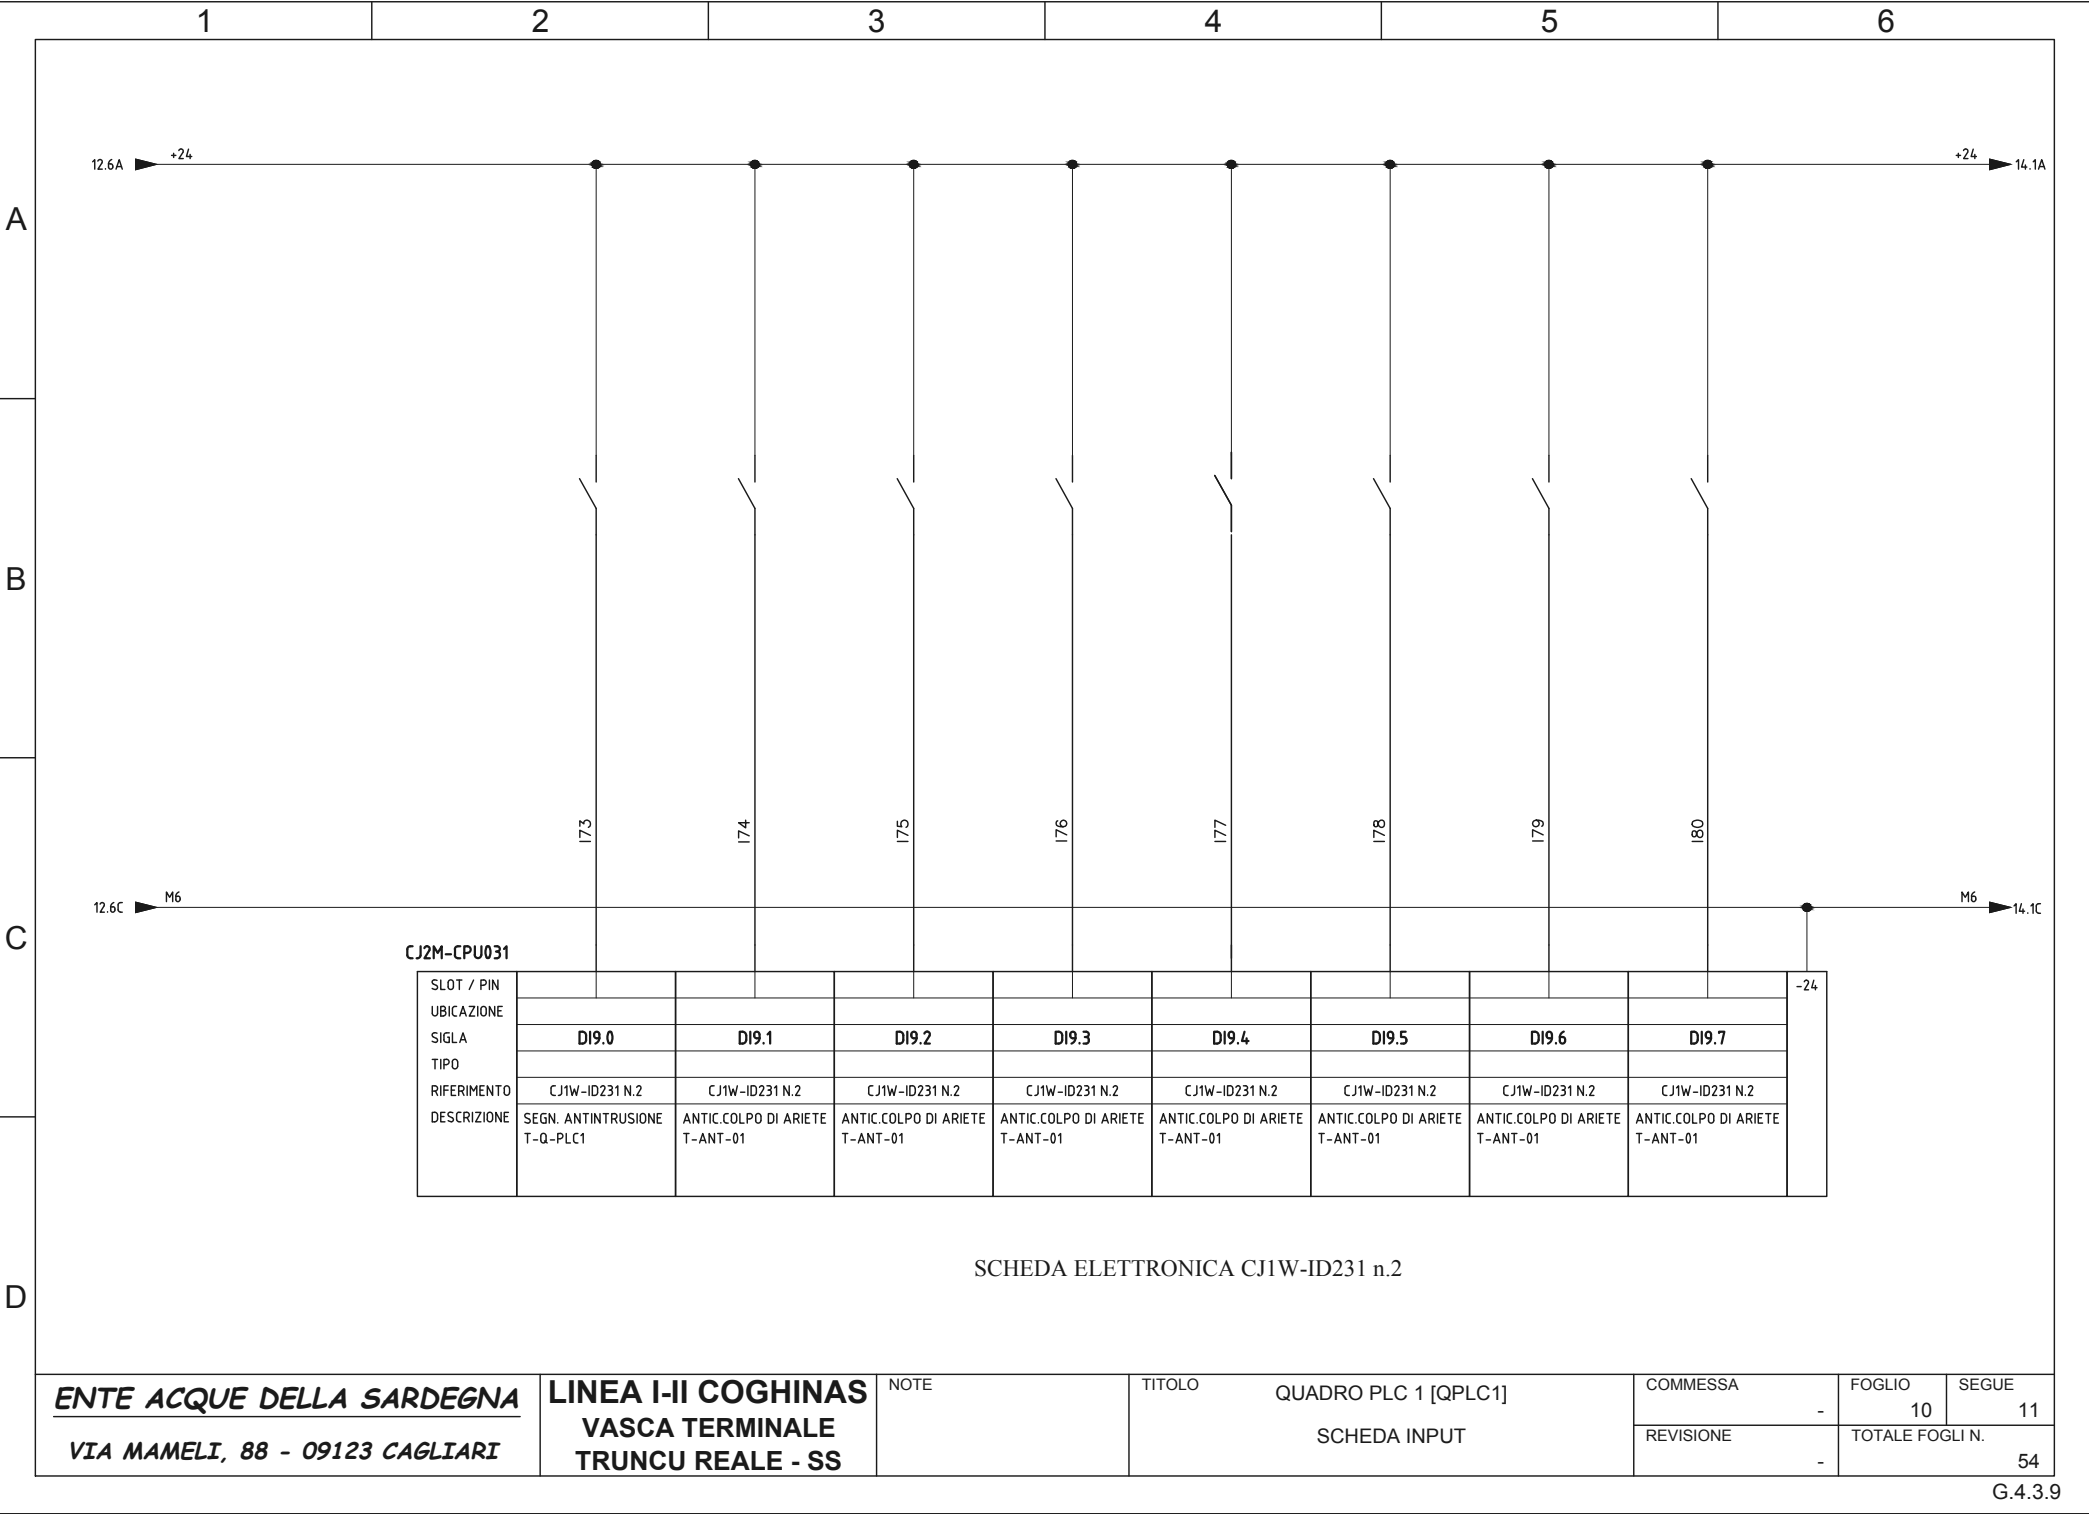 1 2 3 4 5 6
A
B
C
D
12.6A +24 +24 14.1A
I73 I74 I75 I76 I77 I78 I79 I80
12.6C M6 M6 14.1C
CJ2M-CPU031
SLOT / PIN -24
UBICAZIONE
SIGLA DI9.0 DI9.1 DI9.2 DI9.3 DI9.4 DI9.5 DI9.6 DI9.7
TIPO
RIFERIMENTO CJ1W-ID231 N.2 CJ1W-ID231 N.2 CJ1W-ID231 N.2 CJ1W-ID231 N.2 CJ1W-ID231 N.2 CJ1W-ID231 N.2 CJ1W-ID231 N.2 CJ1W-ID231 N.2
DESCRIZIONE SEGN. ANTINTRUSIONE ANTIC.COLPO DI ARIETE ANTIC.COLPO DI ARIETE ANTIC.COLPO DI ARIETE ANTIC.COLPO DI ARIETE ANTIC.COLPO DI ARIETE ANTIC.COLPO DI ARIETE ANTIC.COLPO DI ARIETE
T-Q-PLC1 T-ANT-01 T-ANT-01 T-ANT-01 T-ANT-01 T-ANT-01 T-ANT-01 T-ANT-01
SCHEDA ELETTRONICA CJ1W-ID231 n.2
ENTE ACQUE DELLA SARDEGNA
VIA MAMELI, 88 - 09123 CAGLIARI
LINEA I-II COGHINAS
VASCA TERMINALE
TRUNCU REALE - SS
NOTE
TITOLO
QUADRO PLC 1 [QPLC1]
SCHEDA INPUT
COMMESSA
-
REVISIONE
-
FOGLIO
10
SEGUE
11
TOTALE FOGLI N.
54
G.4.3.9